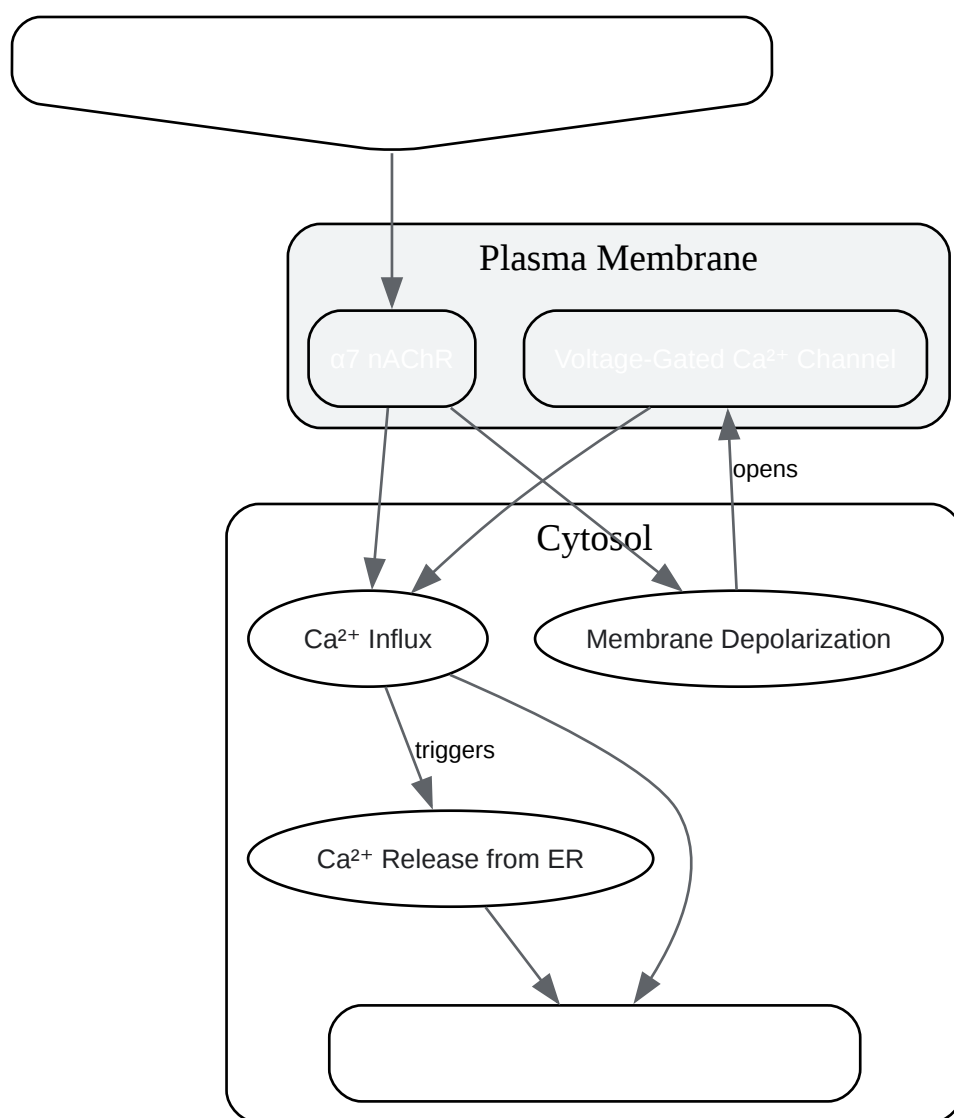 Plasma Membrane
α7 nAChR
Voltage-Gated Ca²⁺ Channel
opens
Cytosol
Ca²⁺ Influx
Membrane Depolarization
triggers
Ca²⁺ Release from ER